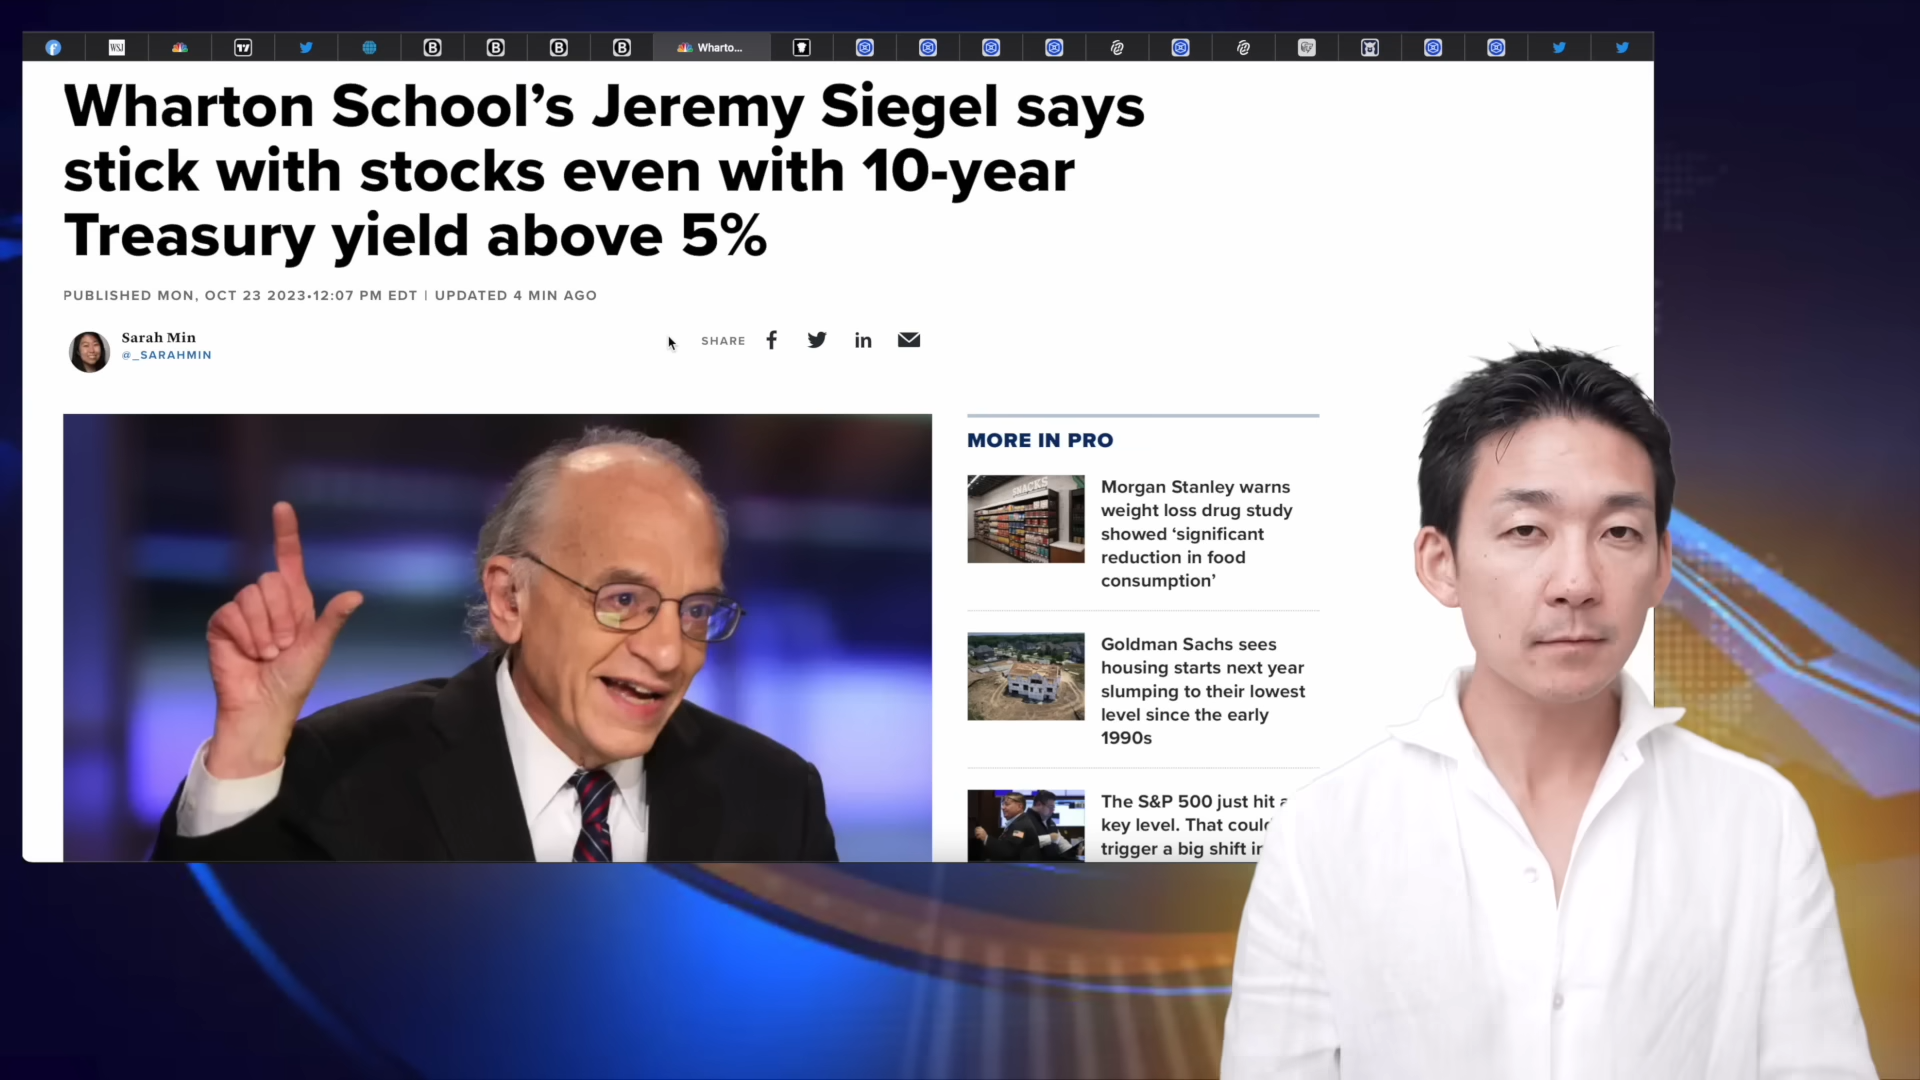 WSJ
Wharto...
Wharton School’s Jeremy Siegel says
stick with stocks even with 10-year
Treasury yield above 5%
PUBLISHED MON, OCT 23 2023•12:07 PM EDT | UPDATED 4 MIN AGO
Sarah Min
@_SARAHMIN
SHARE
MORE IN PRO
SNACKS
Morgan Stanley warns
weight loss drug study
showed ‘significant
reduction in food
consumption’
Goldman Sachs sees
housing starts next year
slumping to their lowest
level since the early
1990s
The S&P 500 just hit a
key level. That could
trigger a big shift in